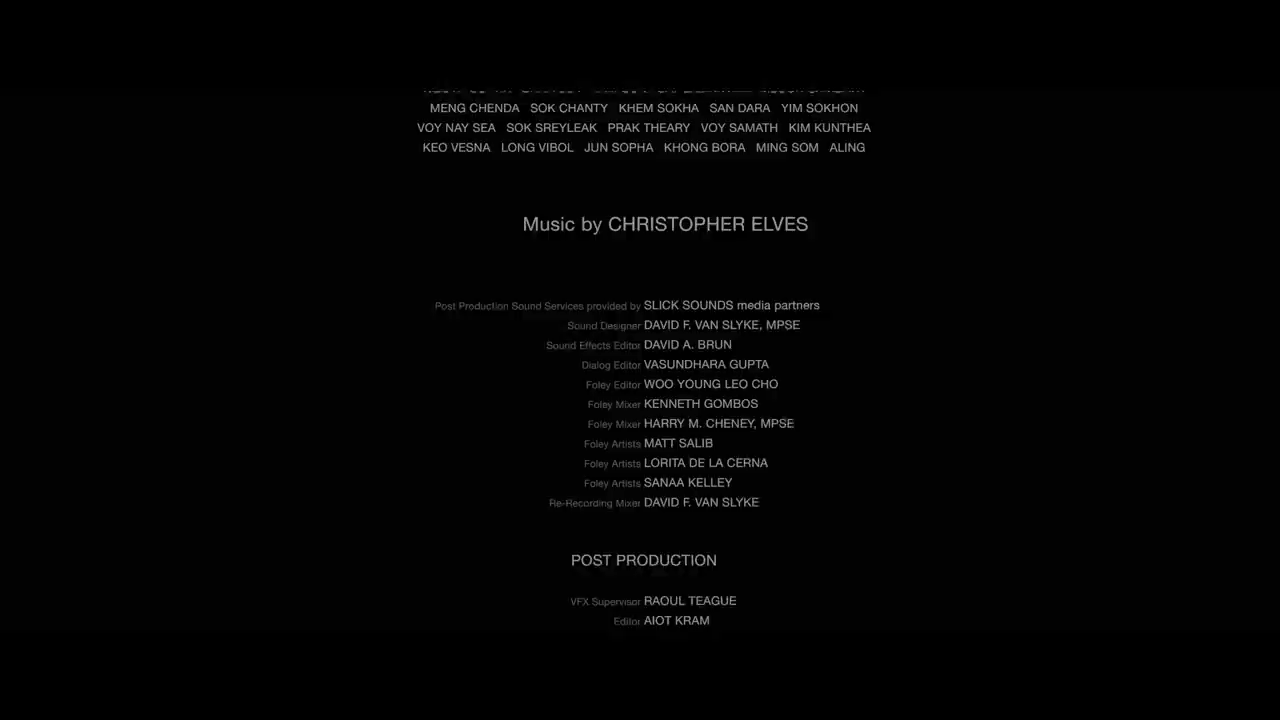 MENG CHENDA SOK CHANTY KHEM SOKHA SAN DARA YIM SOKHON
VOY NAY SEA SOK SREYLEAK PRAK THEARY VOY SAMATH KIM KUNTHEA
KEO VESNA LONG VIBOL JUN SOPHA KHONG BORA MING SOM ALING
Music by CHRISTOPHER ELVES
Post Production Sound Services provided by SLICK SOUNDS media partners
Sound Designer DAVID F. VAN SLYKE, MPSE
Sound Effects Editor DAVID A. BRUN
Dialog Editor VASUNDHARA GUPTA
Foley Editor WOO YOUNG LEO CHO
Foley Mixer KENNETH GOMBOS
Foley Mixer HARRY M. CHENEY, MPSE
Foley Artists MATT SALIB
Foley Artists LORITA DE LA CERNA
Foley Artists SANAA KELLEY
Re-Recording Mixer DAVID F. VAN SLYKE
POST PRODUCTION
VFX Supervisor RAOUL TEAGUE
Editor AIOT KRAM